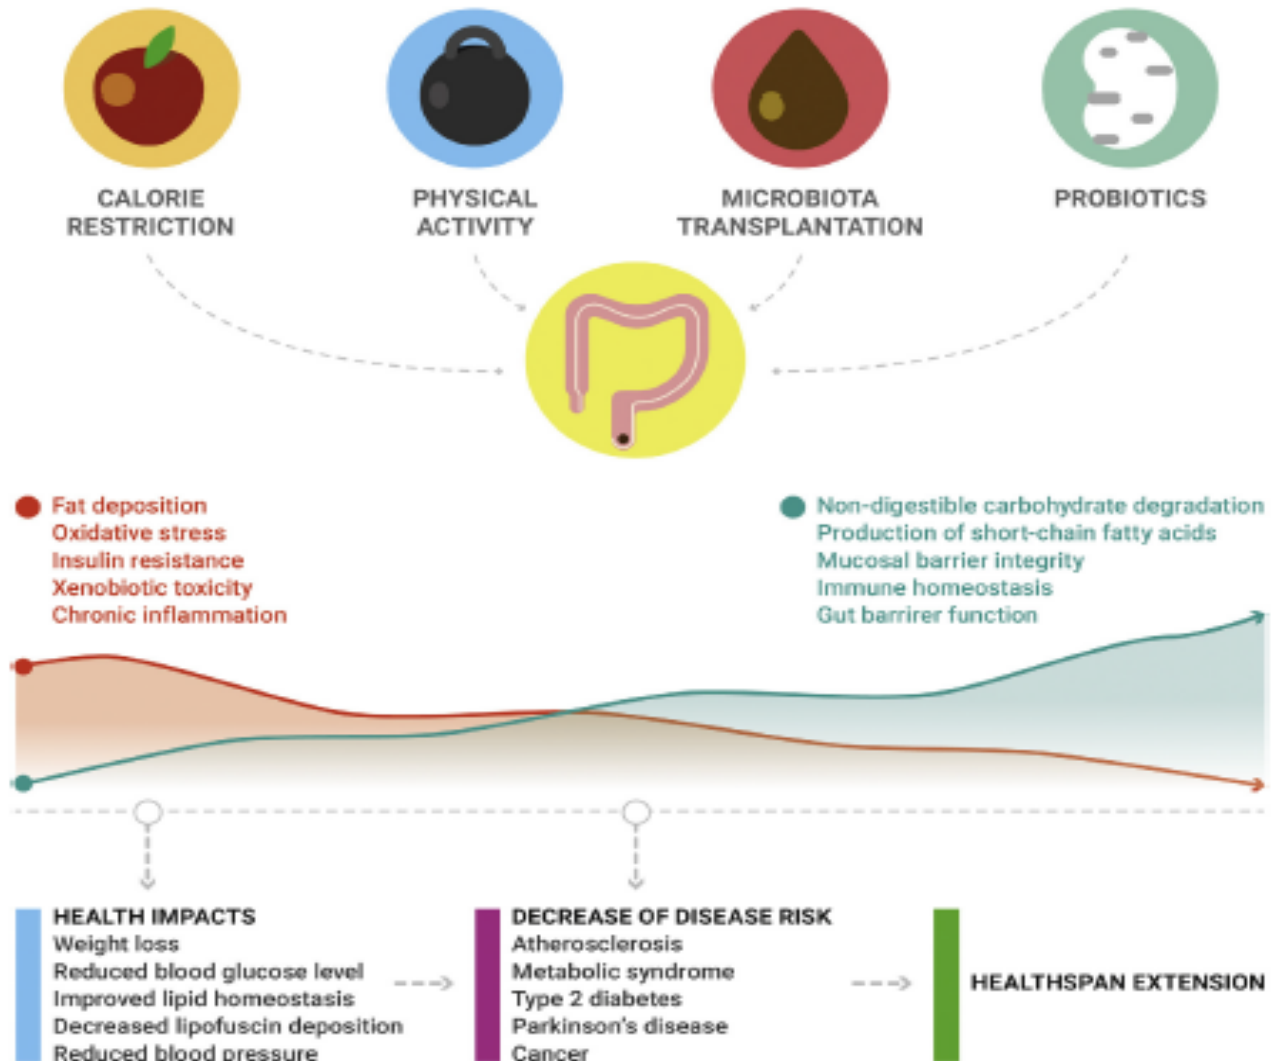 CALORIE
RESTRICTION
PHYSICAL
ACTIVITY
MICROBIOTA
TRANSPLANTATION
PROBIOTICS
Fat deposition
Oxidative stress
Insulin resistance
Xenobiotic toxicity
Chronic inflammation
Non-digestible carbohydrate degradation
Production of short-chain fatty acids
Mucosal barrier integrity
Immune homeostasis
Gut barrirer function
HEALTH IMPACTS
Weight loss
Reduced blood glucose level
Improved lipid homeostasis
Decreased lipofuscin deposition
Reduced blood pressure
DECREASE OF DISEASE RISK
Atherosclerosis
Metabolic syndrome
Type 2 diabetes
Parkinson's disease
Cancer
HEALTHSPAN EXTENSION